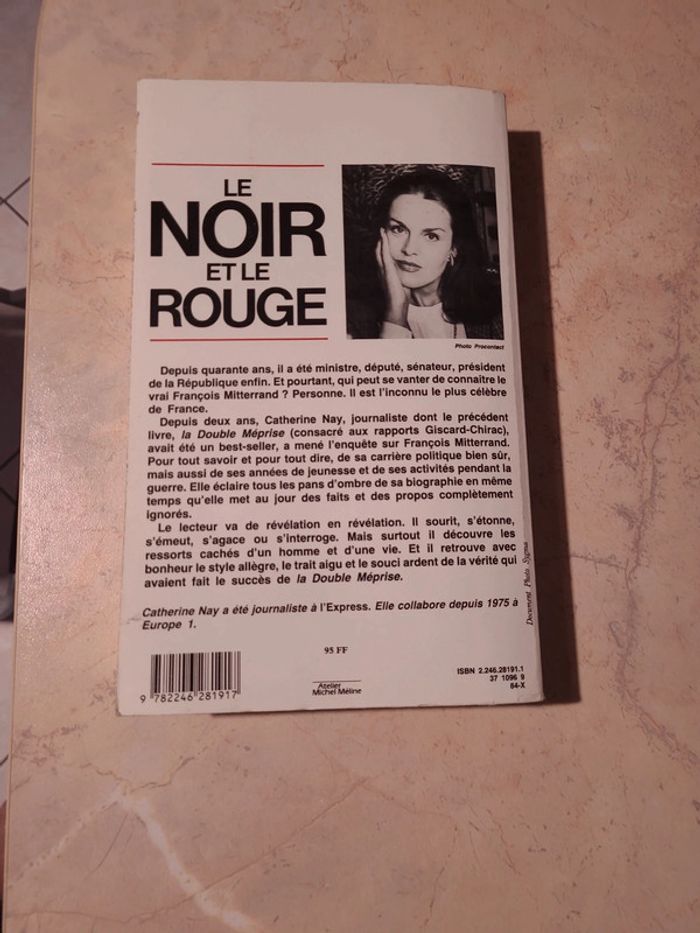 LE
NOIR
ET LE
ROUGE
Photo Procontact
Depuis quarante ans, il a été ministre, député, sénateur, président
de la République enfin. Et pourtant, qui peut se vanter de connaître le
vrai François Mitterrand ? Personne. Il est l'inconnu le plus célèbre
de France.
Depuis deux ans, Catherine Nay, journaliste dont le précédent
livre, la Double Méprise (consacré aux rapports Giscard-Chirac),
avait été un best-seller, a mené l'enquête sur François Mitterrand.
Pour tout savoir et pour tout dire, de sa carrière politique bien sûr,
mais aussi de ses années de jeunesse et de ses activités pendant la
guerre. Elle éclaire tous les pans d'ombre de sa biographie en même
temps qu'elle met au jour des faits et des propos complètement
ignorés.
Le lecteur va de révélation en révélation. Il sourit, s'étonne,
s'émeut, s'agace ou s'interroge. Mais surtout il découvre les
ressorts cachés d'un homme et d'une vie. Et il retrouve avec
bonheur le style allègre, le trait aigu et le souci ardent de la vérité qui
avaient fait le succès de la Double Méprise.
Catherine Nay a été journaliste à l'Express. Elle collabore depuis 1975 à
Europe 1.
Document Photo Sygma
95 FF
9 782246 281917
Atelier
Michel Méline
ISBN 2.246.28191.1
37 1096 9
84-X